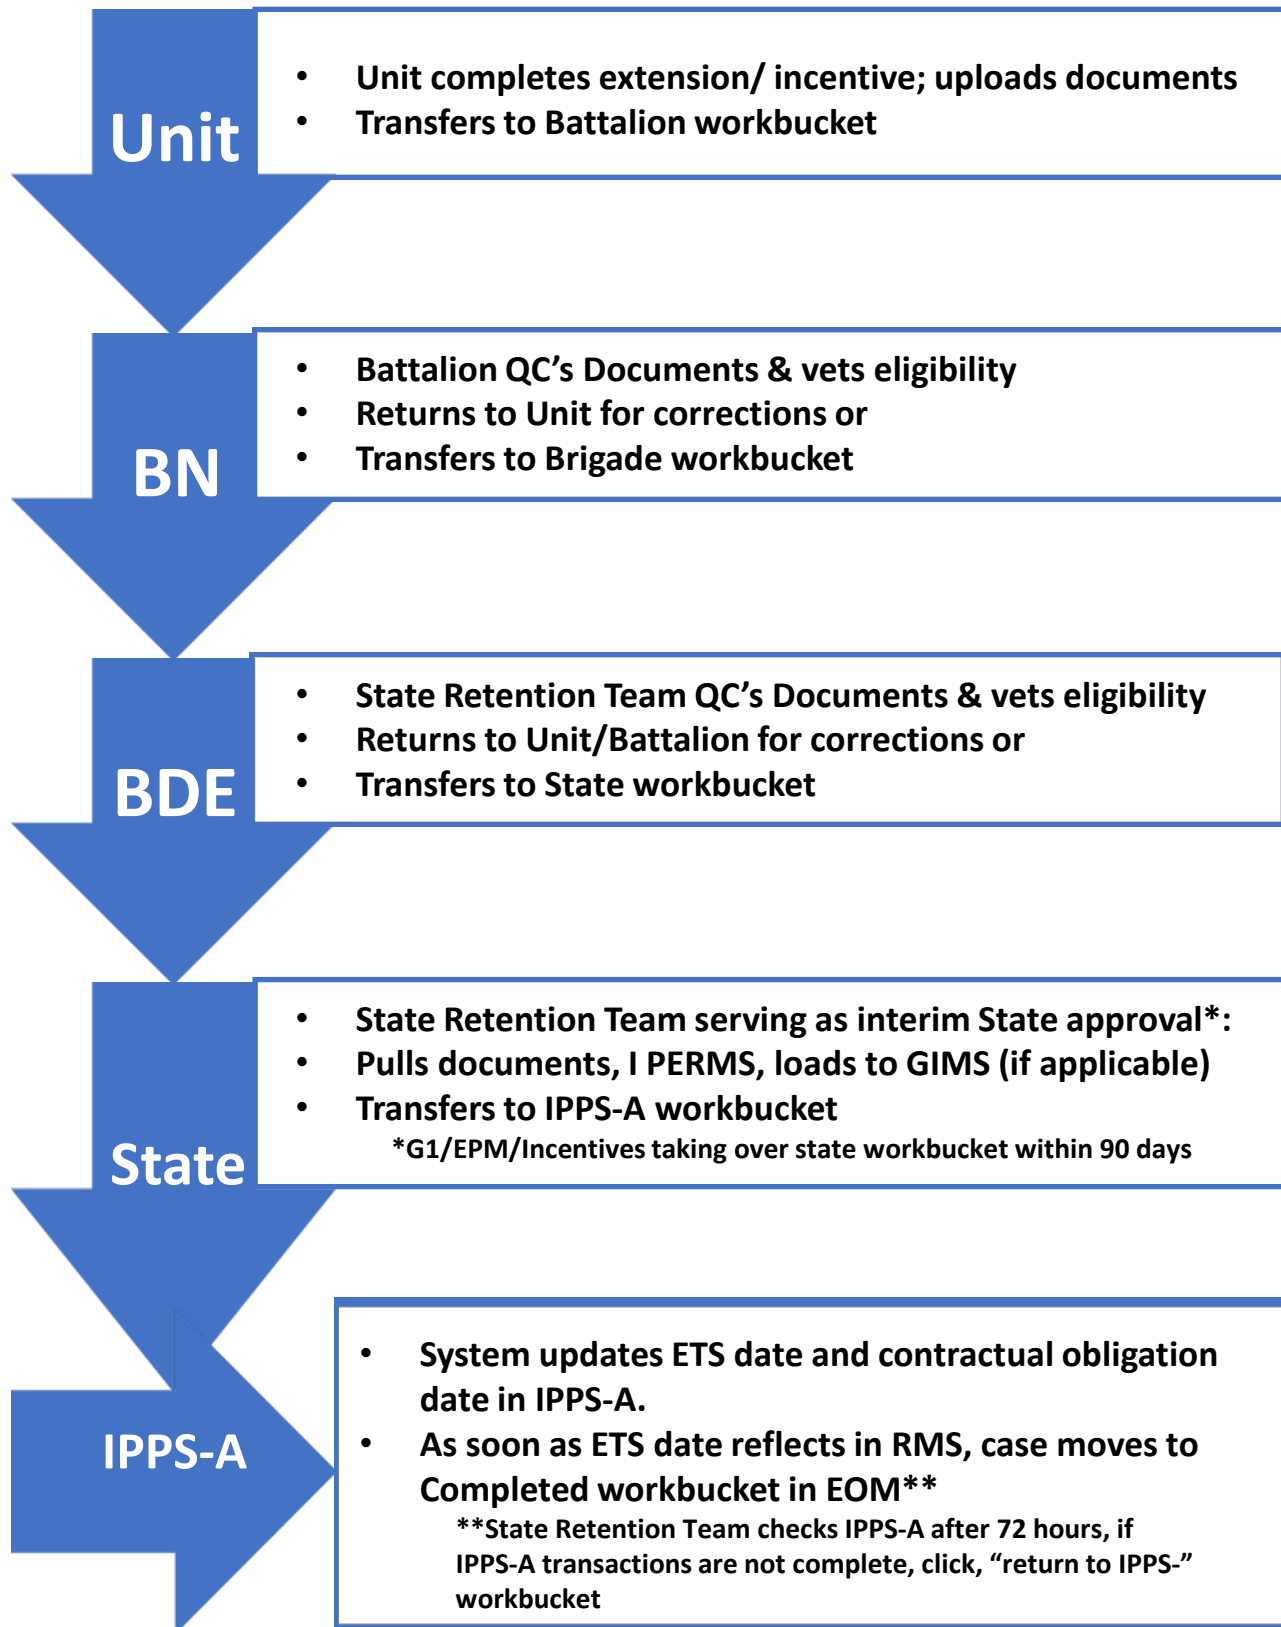 Unit
• Unit completes extension/ incentive; uploads documents
• Transfers to Battalion workbucket
BN
• Battalion QC’s Documents & vets eligibility
• Returns to Unit for corrections or
• Transfers to Brigade workbucket
BDE
• State Retention Team QC’s Documents & vets eligibility
• Returns to Unit/Battalion for corrections or
• Transfers to State workbucket
State
• State Retention Team serving as interim State approval*:
• Pulls documents, I PERMS, loads to GIMS (if applicable)
• Transfers to IPPS-A workbucket
*G1/EPM/Incentives taking over state workbucket within 90 days
IPPS-A
• System updates ETS date and contractual obligation
date in IPPS-A.
• As soon as ETS date reflects in RMS, case moves to
Completed workbucket in EOM**
**State Retention Team checks IPPS-A after 72 hours, if
IPPS-A transactions are not complete, click, “return to IPPS-”
workbucket